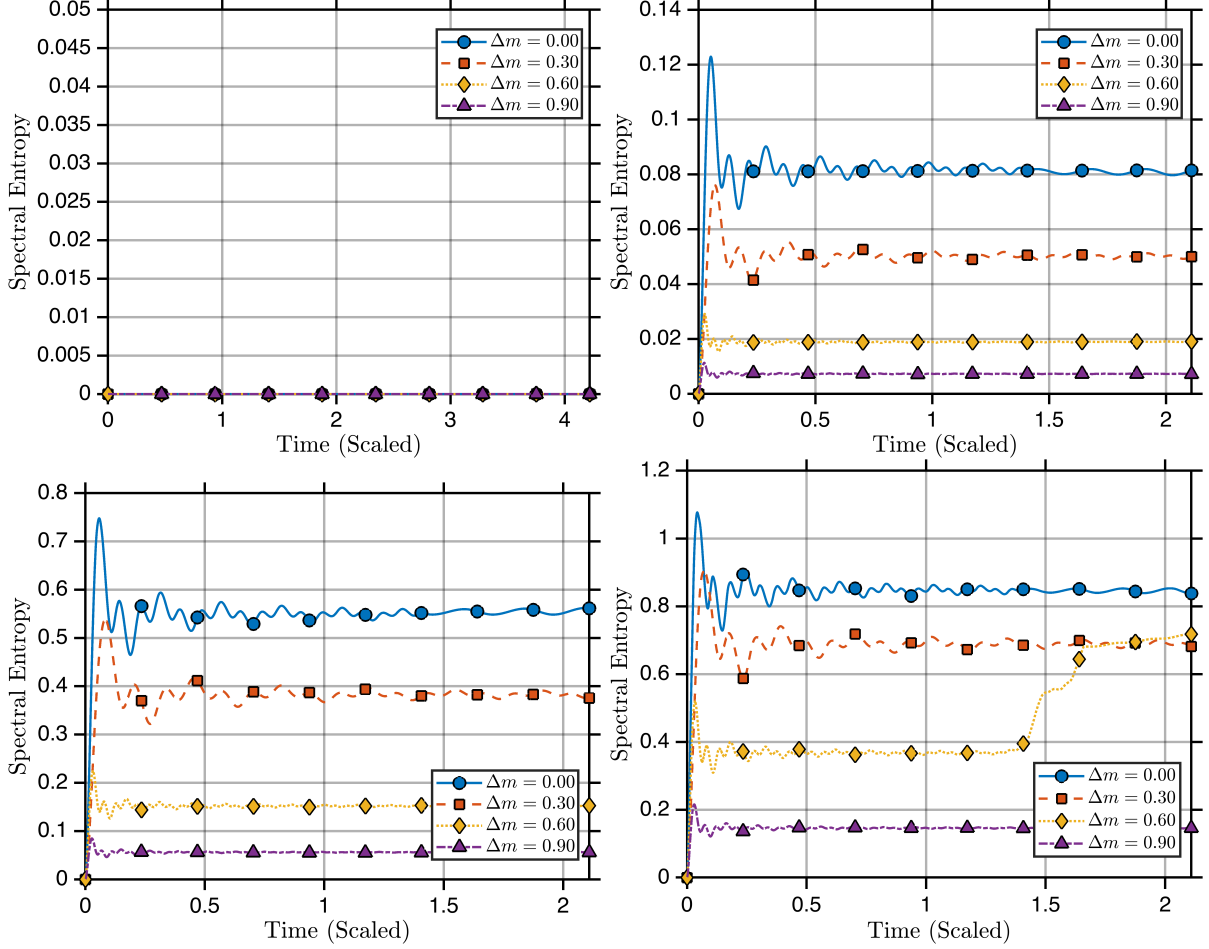 0.05
0.045
0.04
0.035
0.03
0.025
0.02
0.015
0.01
0.005
0
Spectral Entropy
0 1 2 3 4
Time (Scaled)
Δm = 0.00
Δm = 0.30
Δm = 0.60
Δm = 0.90
0.14
0.12
0.1
0.08
0.06
0.04
0.02
0
Spectral Entropy
0 0.5 1 1.5 2
Time (Scaled)
Δm = 0.00
Δm = 0.30
Δm = 0.60
Δm = 0.90
0.8
0.7
0.6
0.5
0.4
0.3
0.2
0.1
0
Spectral Entropy
0 0.5 1 1.5 2
Time (Scaled)
Δm = 0.00
Δm = 0.30
Δm = 0.60
Δm = 0.90
1.2
1
0.8
0.6
0.4
0.2
0
Spectral Entropy
0 0.5 1 1.5 2
Time (Scaled)
Δm = 0.00
Δm = 0.30
Δm = 0.60
Δm = 0.90